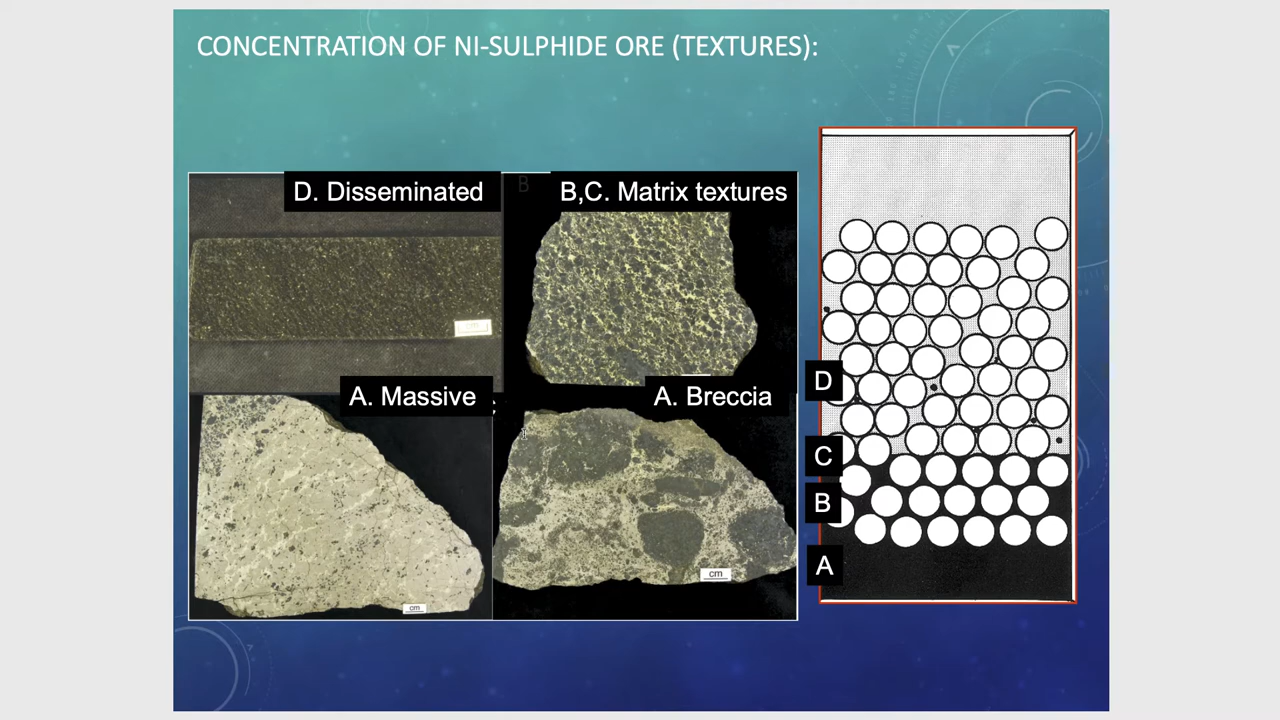 CONCENTRATION OF NI-SULPHIDE ORE (TEXTURES):
D. Disseminated
B
B,C. Matrix textures
cm
A. Massive
A. Breccia
cm
cm
D
C
B
A